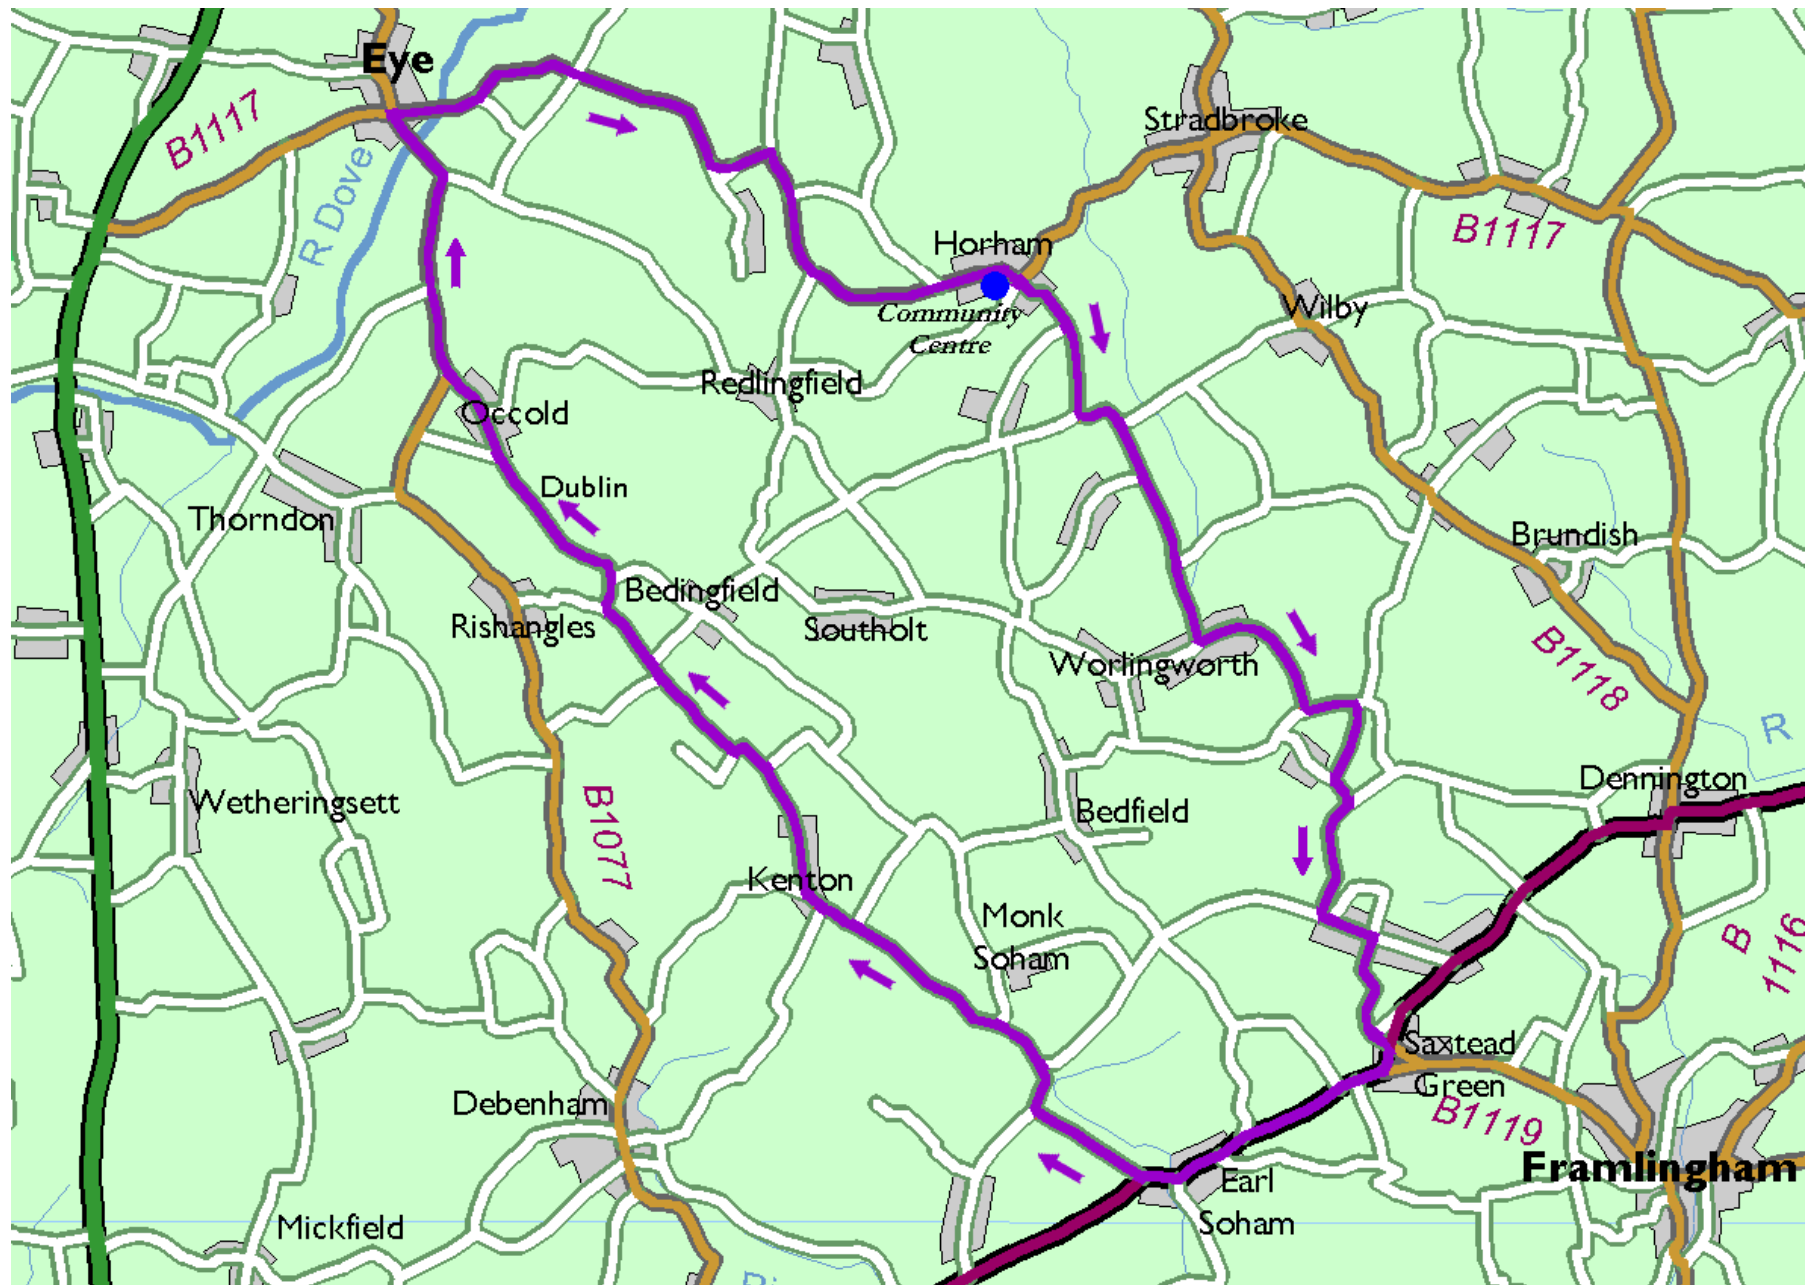 Eye
B1117
Stradbroke
R Dove
B1117
Horham
Community
Centre
Wilby
Redlingfield
Occold
Dublin
Thorndon
Brundish
Bedingfield
Rishangles
Southolt
Worlingworth
B1118
R
Dennington
Wetheringsett
B1077
Bedfield
Kenton
Monk
Soham
B
1116
Saxtead
Green
Debenham
B1119
Framlingham
Earl
Soham
Mickfield